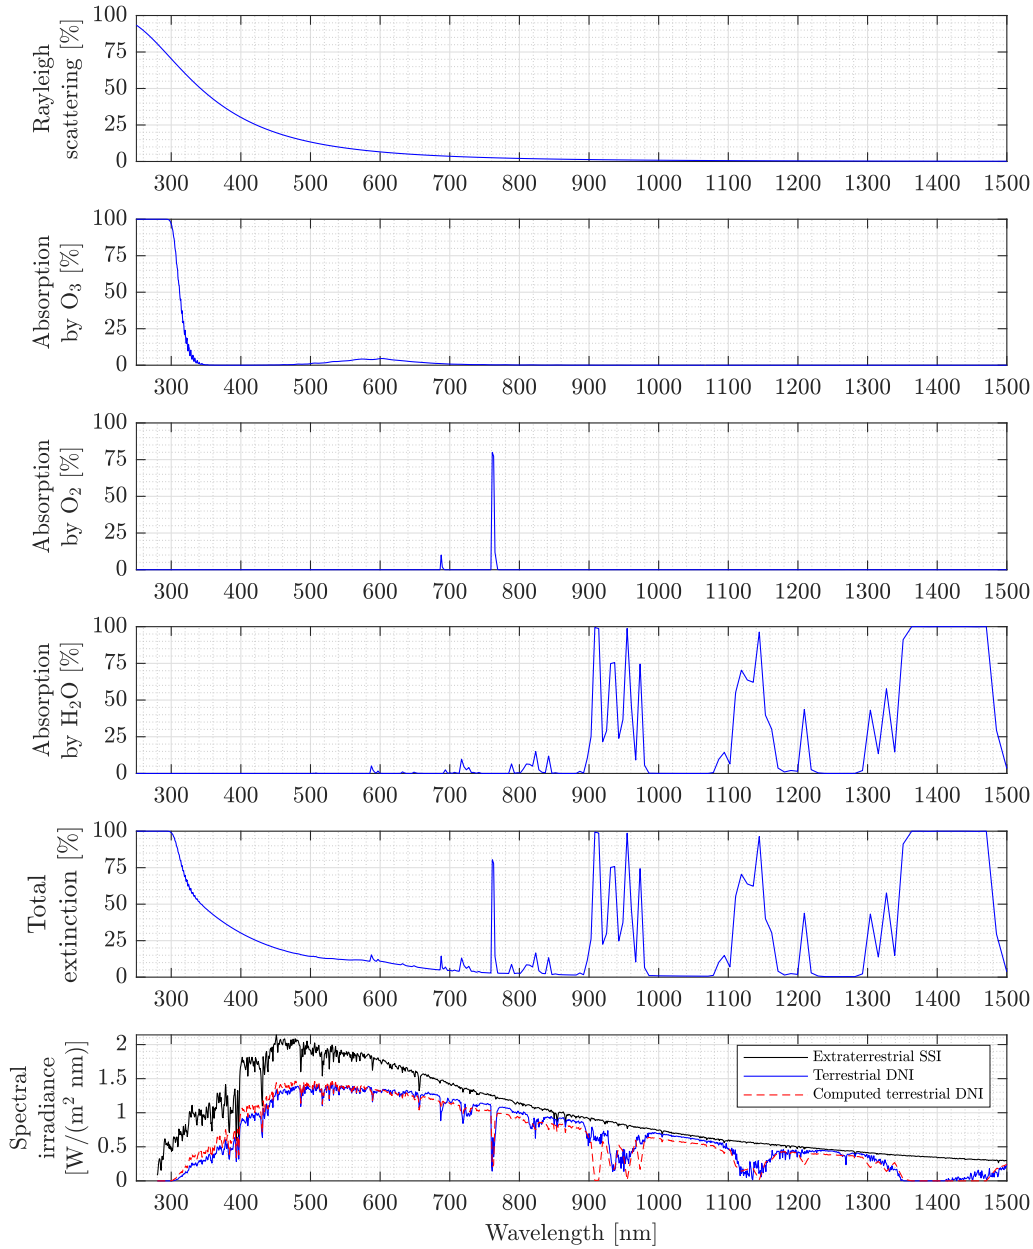 Rayleigh
scattering [%]
100
75
50
25
0
300 400 500 600 700 800 900 1000 1100 1200 1300 1400 1500
Absorption
by O₃ [%]
100
75
50
25
0
300 400 500 600 700 800 900 1000 1100 1200 1300 1400 1500
Absorption
by O₂ [%]
100
75
50
25
0
300 400 500 600 700 800 900 1000 1100 1200 1300 1400 1500
Absorption
by H₂O [%]
100
75
50
25
0
300 400 500 600 700 800 900 1000 1100 1200 1300 1400 1500
Total
extinction [%]
100
75
50
25
0
300 400 500 600 700 800 900 1000 1100 1200 1300 1400 1500
Spectral
irradiance
[W/(m² nm)]
2
1.5
1
0.5
0
Extraterrestrial SSI
Terrestrial DNI
Computed terrestrial DNI
300 400 500 600 700 800 900 1000 1100 1200 1300 1400 1500
Wavelength [nm]